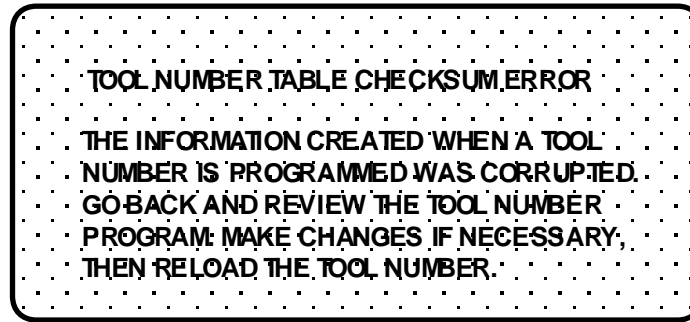 TOOL NUMBER TABLE CHECKSUM ERROR
THE INFORMATION CREATED WHEN A TOOL
NUMBER IS PROGRAMMED WAS CORRUPTED.
GO BACK AND REVIEW THE TOOL NUMBER
PROGRAM. MAKE CHANGES IF NECESSARY,
THEN RELOAD THE TOOL NUMBER.